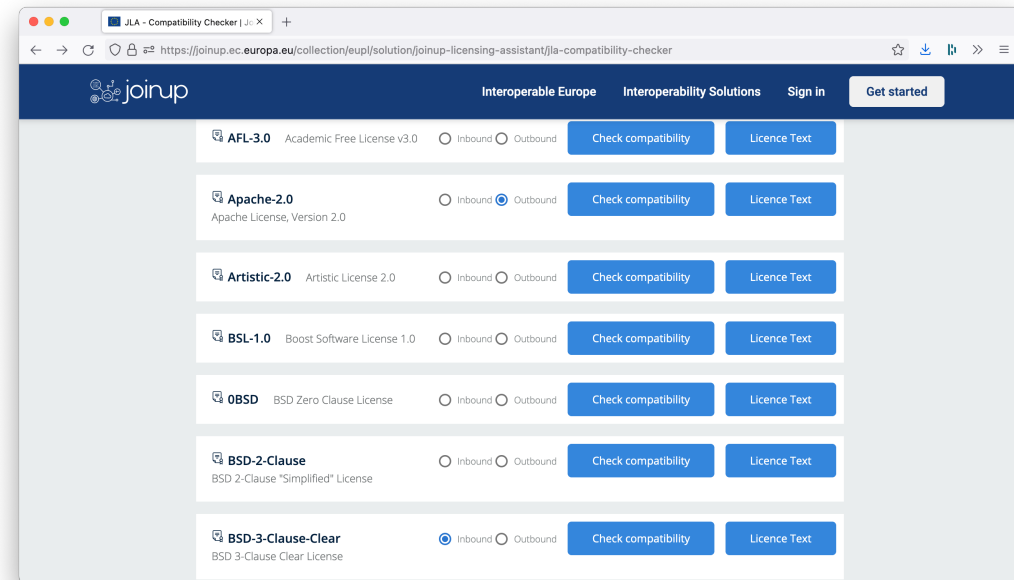 JLA - Compatibility Checker | Jo
https://joinup.ec.europa.eu/collection/eupl/solution/joinup-licensing-assistant/jla-compatibility-checker
joinup Interoperable Europe Interoperability Solutions Sign in Get started
AFL-3.0 Academic Free License v3.0 Inbound Outbound Check compatibility Licence Text
Apache-2.0 Inbound Outbound Check compatibility Licence Text
Apache License, Version 2.0
Artistic-2.0 Artistic License 2.0 Inbound Outbound Check compatibility Licence Text
BSL-1.0 Boost Software License 1.0 Inbound Outbound Check compatibility Licence Text
0BSD BSD Zero Clause License Inbound Outbound Check compatibility Licence Text
BSD-2-Clause Inbound Outbound Check compatibility Licence Text
BSD 2-Clause "Simplified" License
BSD-3-Clause-Clear Inbound Outbound Check compatibility Licence Text
BSD 3-Clause Clear License